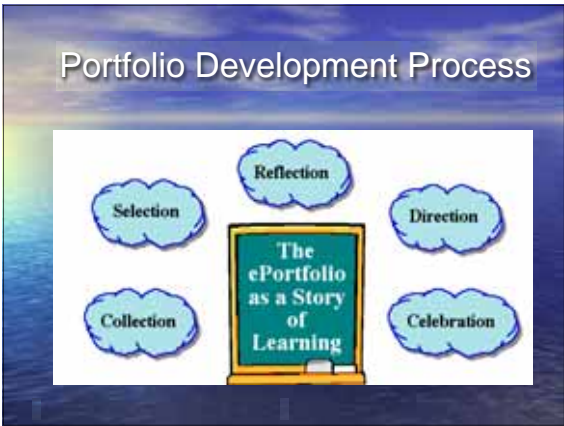 Portfolio Development Process
Reflection
Selection
Direction
The
ePortfolio
as a Story
of
Learning
Collection
Celebration